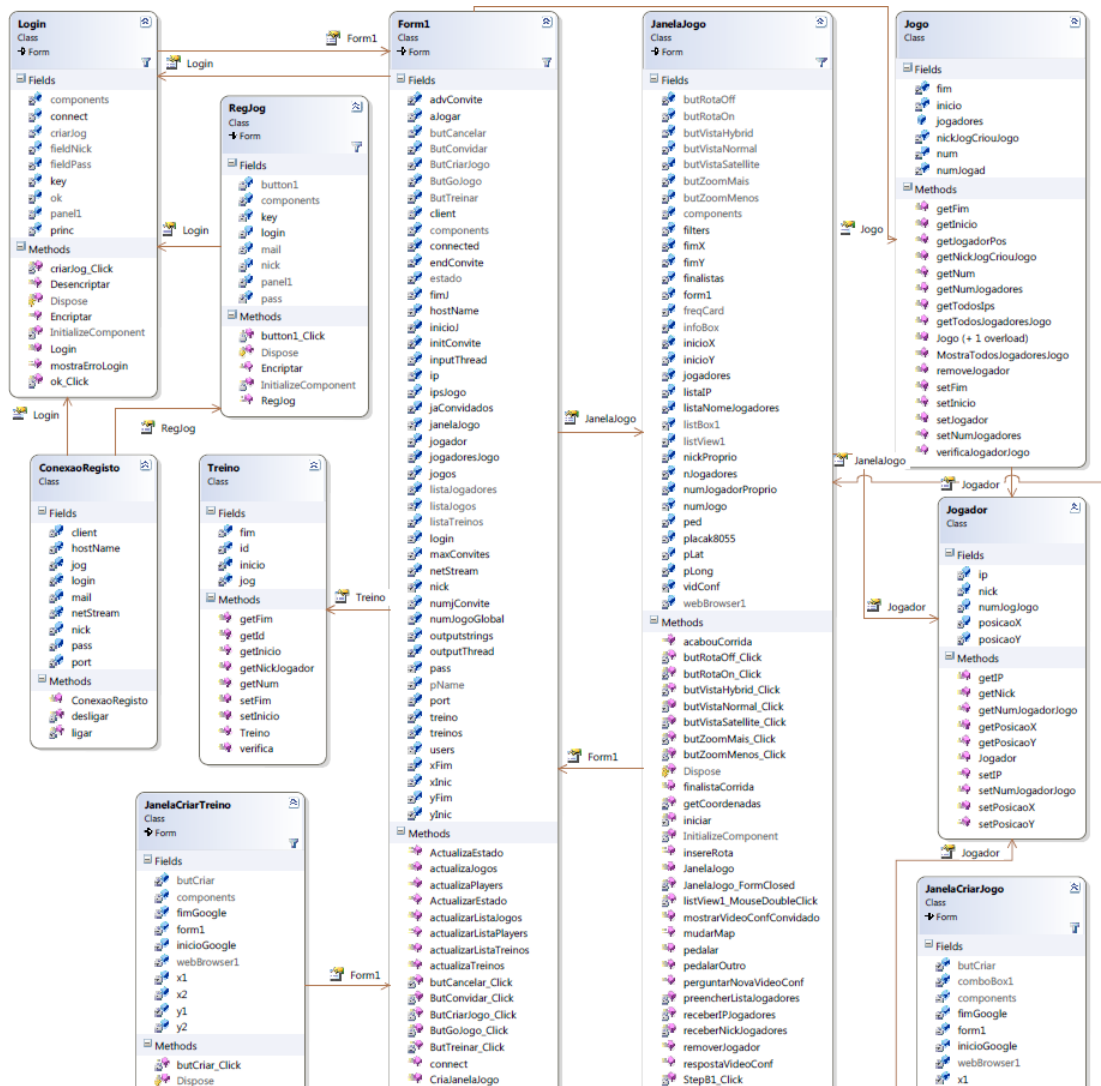 Login
Class
Form
Fields
components
connect
criarJog
fieldNick
fieldPass
key
ok
panel1
princ
Methods
criarJog_Click
Desencriptar
Dispose
Encriptar
InitializeComponent
Login
mostraErroLogin
ok_Click
Form1
Login
RegJog
Class
Form
Fields
button1
components
key
login
mail
nick
panel1
pass
Methods
button1_Click
Dispose
Encriptar
InitializeComponent
RegJog
Login
Login
RegJog
ConexaoRegisto
Class
Fields
client
hostName
jog
login
mail
netStream
nick
pass
port
Methods
ConexaoRegisto
desligar
ligar
Treino
Class
Fields
fim
id
inicio
jog
Methods
getFim
getId
getInicio
getNickJogador
getNum
setFim
setInicio
Treino
verifica
Treino
JanelaCriarTreino
Class
Form
Fields
butCriar
components
fimGoogle
form1
inicioGoogle
webBrowser1
x1
x2
y1
y2
Methods
butCriar_Click
Dispose
Form1
Form1
Class
Form
Fields
advConvite
aJogar
butCancelar
ButConvidar
ButCriarJogo
ButGoJogo
ButTreinar
client
components
connected
endConvite
estado
fimJ
hostName
inicioJ
initConvite
inputThread
ip
ipsJogo
jaConvidados
janelaJogo
jogador
jogadoresJogo
jogos
listaJogadores
listaJogos
listaTreinos
login
maxConvites
netStream
nick
numjConvite
numJogoGlobal
outputstrings
outputThread
pass
pName
port
treino
treinos
users
xFim
xInic
yFim
yInic
Methods
ActualizaEstado
actualizaJogos
actualizaPlayers
ActualizarEstado
actualizarListaJogos
actualizarListaPlayers
actualizarListaTreinos
actualizaTreinos
butCancelar_Click
ButConvidar_Click
ButCriarJogo_Click
ButGoJogo_Click
ButTreinar_Click
connect
CriaJanelaJogo
JanelaJogo
Form1
JanelaJogo
Class
Form
Fields
butRotaOff
butRotaOn
butVistaHybrid
butVistaNormal
butVistaSatellite
butZoomMais
butZoomMenos
components
filters
fimX
fimY
finalistas
form1
freqCard
infoBox
inicioX
inicioY
jogadores
listaIP
listaNomeJogadores
listBox1
listView1
nickProprio
nJogadores
numJogadorProprio
numJogo
ped
placak8055
pLat
pLong
vidConf
webBrowser1
Methods
acabouCorrida
butRotaOff_Click
butRotaOn_Click
butVistaHybrid_Click
butVistaNormal_Click
butVistaSatellite_Click
butZoomMais_Click
butZoomMenos_Click
Dispose
finalistaCorrida
getCoordenadas
iniciar
InitializeComponent
insereRota
JanelaJogo
JanelaJogo_FormClosed
listView1_MouseDoubleClick
mostrarVideoConfConvidado
mudarMap
pedalar
pedalarOutro
perguntarNovaVideoConf
preencherListaJogadores
receberIPJogadores
receberNickJogadores
removerJogador
respostaVideoConf
StepB1_Click
Jogo
JanelaJogo
Jogador
Jogador
Jogo
Class
Fields
fim
inicio
jogadores
nickJogCriouJogo
num
numJogad
Methods
getFim
getInicio
getJogadorPos
getNickJogCriouJogo
getNum
getNumJogadores
getTodosIps
getTodosJogadoresJogo
Jogo (+ 1 overload)
MostraTodosJogadoresJogo
removeJogador
setFim
setInicio
setJogador
setNumJogadores
verificaJogadorJogo
Jogador
Class
Fields
ip
nick
numJogJogo
posicaoX
posicaoY
Methods
getIP
getNick
getNumJogadorJogo
getPosicaoX
getPosicaoY
Jogador
setIP
setNumJogadorJogo
setPosicaoX
setPosicaoY
Jogador
JanelaCriarJogo
Class
Form
Fields
butCriar
comboBox1
components
fimGoogle
form1
inicioGoogle
webBrowser1
x1